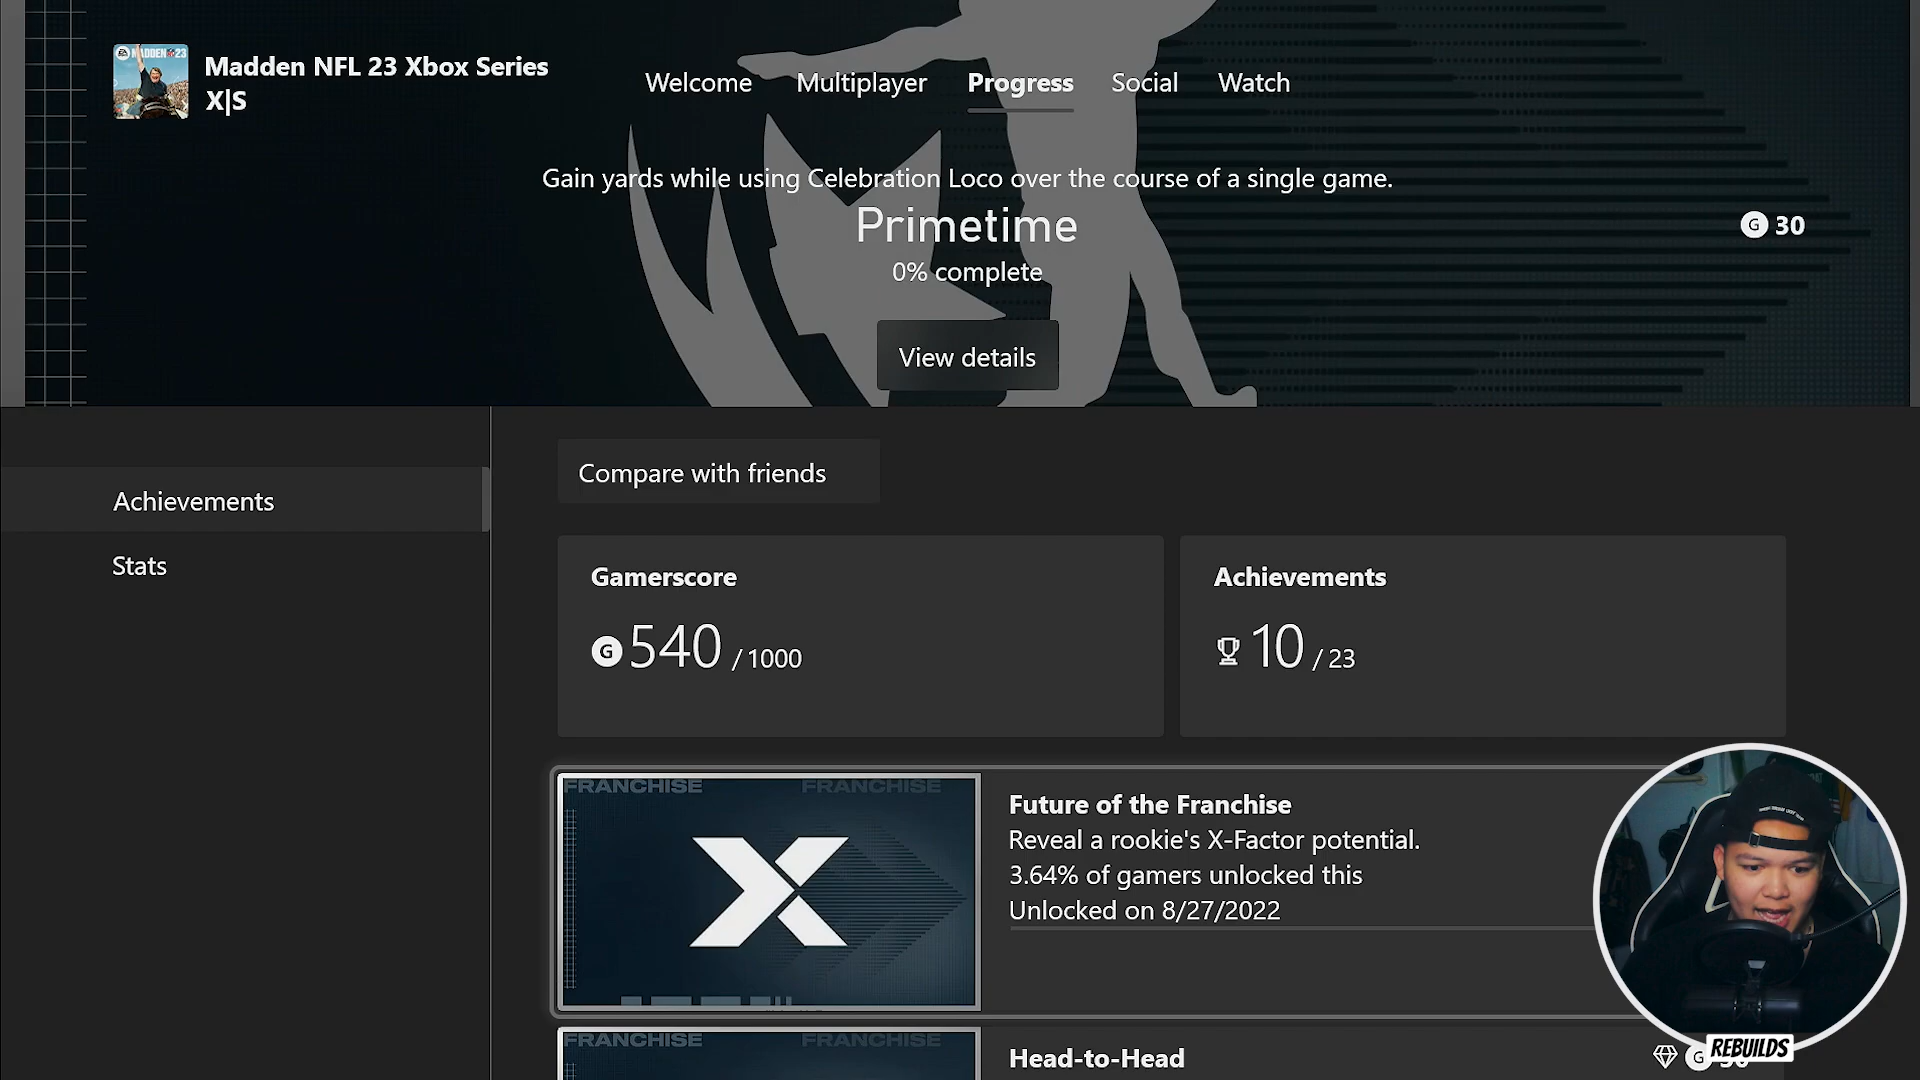 Madden NFL 23 Xbox Series
X|S
Welcome
Multiplayer
Progress
Social
Watch
Gain yards while using Celebration Loco over the course of a single game.
Primetime
0% complete
G 30
View details
Achievements
Stats
Compare with friends
Gamerscore
G 540 / 1000
Achievements
10 / 23
FRANCHISE FRANCHISE
Future of the Franchise
Reveal a rookie's X-Factor potential.
3.64% of gamers unlocked this
Unlocked on 8/27/2022
FRANCHISE FRANCHISE
Head-to-Head
G
REBUILDS